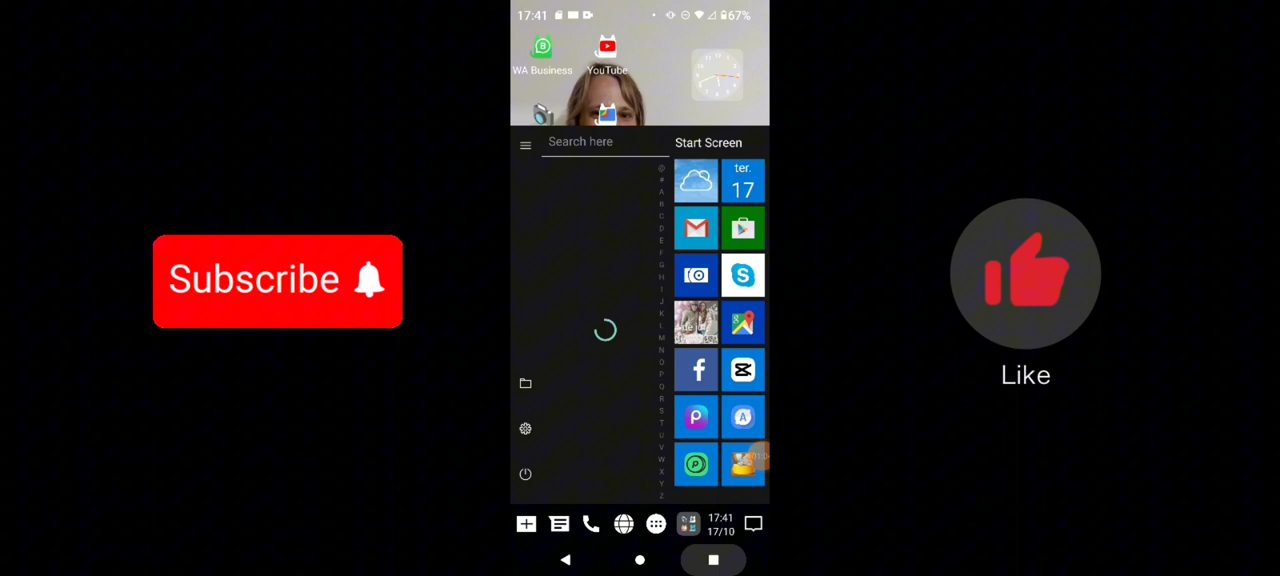 17:41
67%
WA Business
YouTube
Search here
Start Screen
ter.
17
@
#
A
B
C
D
E
F
G
H
I
J
K
L
M
N
O
P
Q
R
S
T
U
V
W
X
Y
Z
Subscribe
Like
17:41
17/10